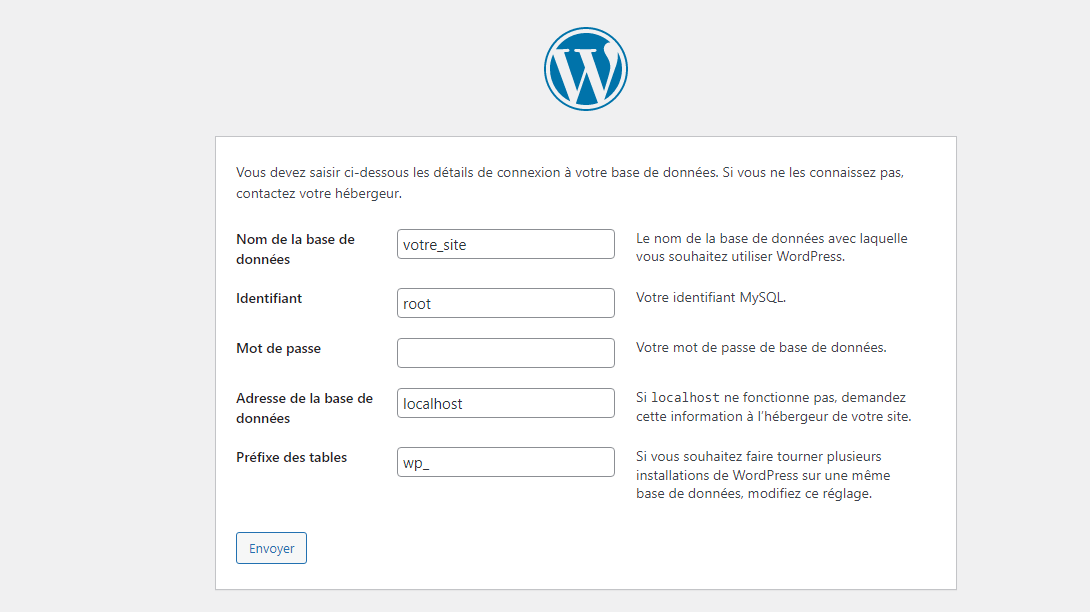 Vous devez saisir ci-dessous les détails de connexion à votre base de données. Si vous ne les connaissez pas,
contactez votre hébergeur.
Nom de la base de
données
votre_site
Le nom de la base de données avec laquelle
vous souhaitez utiliser WordPress.
Identifiant
root
Votre identifiant MySQL.
Mot de passe
Votre mot de passe de base de données.
Adresse de la base de
données
localhost
Si localhost ne fonctionne pas, demandez
cette information à l’hébergeur de votre site.
Préfixe des tables
wp_
Si vous souhaitez faire tourner plusieurs
installations de WordPress sur une même
base de données, modifiez ce réglage.
Envoyer